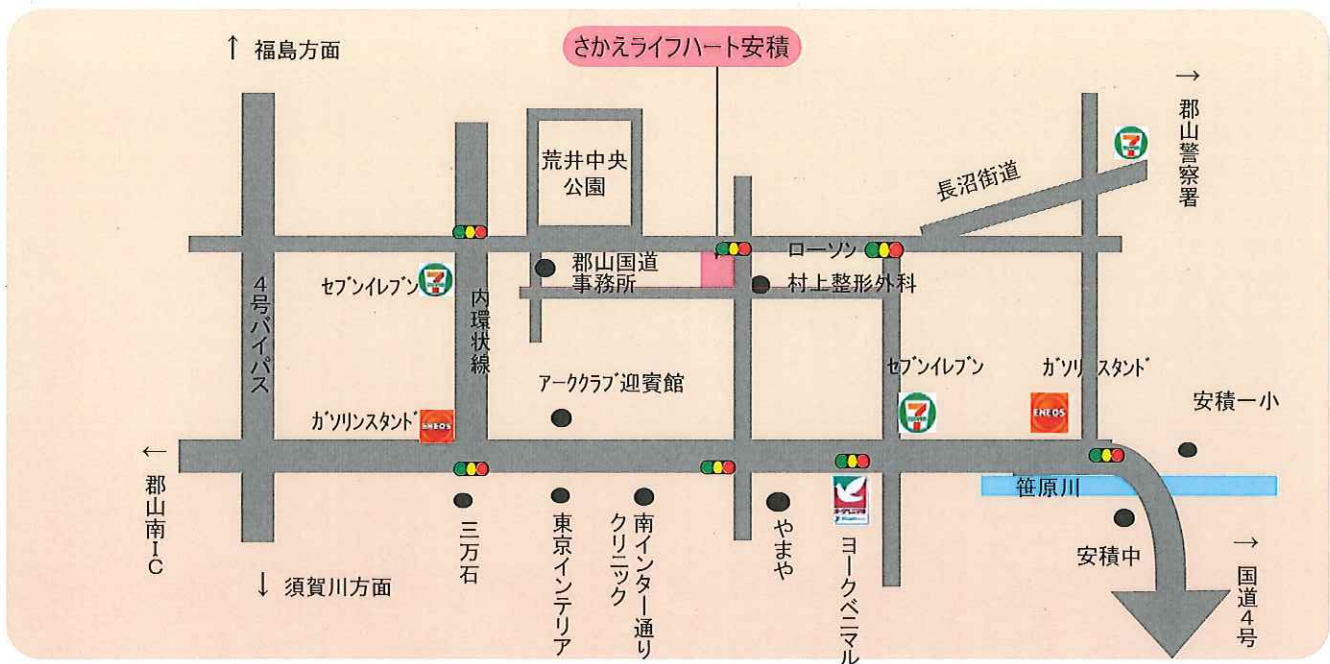 ↑ 福島方面
さかえライフハート安積
→ 郡山警察署
荒井中央
公園
長沼街道
ローソン
セブンイレブン
郡山国道
事務所
村上整形外科
4号バイパス
内環状線
アーククラブ迎賓館
セブンイレブン
ガソリンスタンド
ガソリンスタンド
ENEOS
ENEOS
安積一小
← 郡山南IC
笹原川
三万石
東京インテリア
南インター通り
クリニック
やまや
ヨークベニマル
安積中
→ 国道4号
↓ 須賀川方面